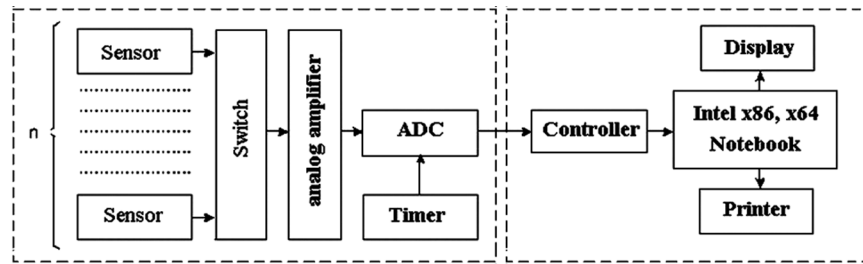 n
Sensor
Sensor
Switch
analog amplifier
ADC
Timer
Controller
Display
Intel x86, x64
Notebook
Printer